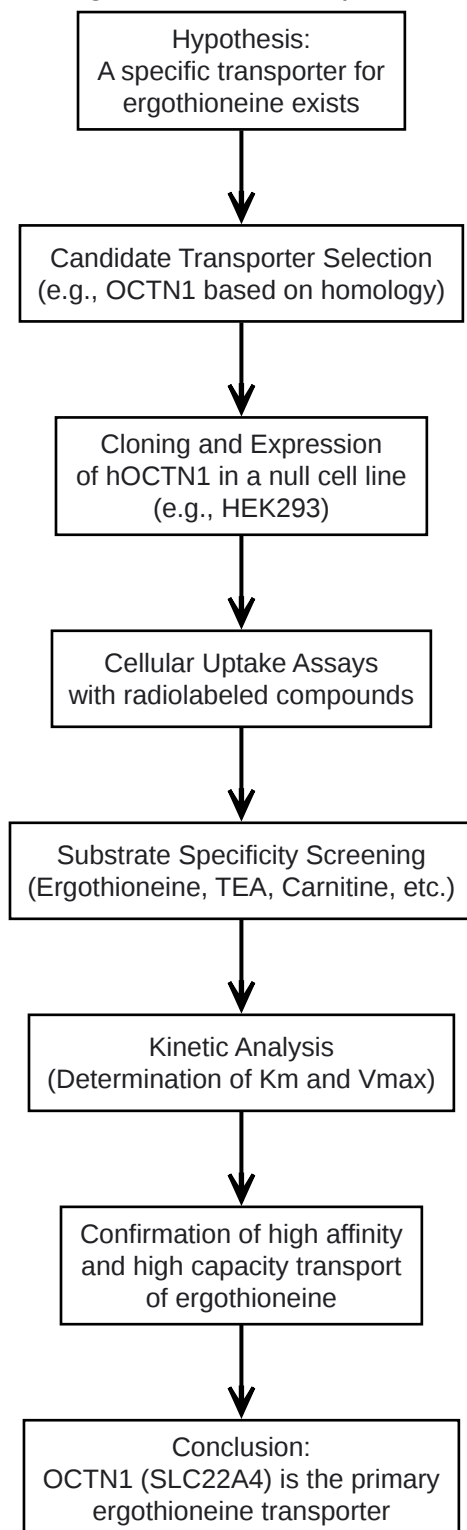 Hypothesis:
A specific transporter for
ergothioneine exists
Candidate Transporter Selection
(e.g., OCTN1 based on homology)
Cloning and Expression
of hOCTN1 in a null cell line
(e.g., HEK293)
Cellular Uptake Assays
with radiolabeled compounds
Substrate Specificity Screening
(Ergothioneine, TEA, Carnitine, etc.)
Kinetic Analysis
(Determination of Km and Vmax)
Confirmation of high affinity
and high capacity transport
of ergothioneine
Conclusion:
OCTN1 (SLC22A4) is the primary
ergothioneine transporter